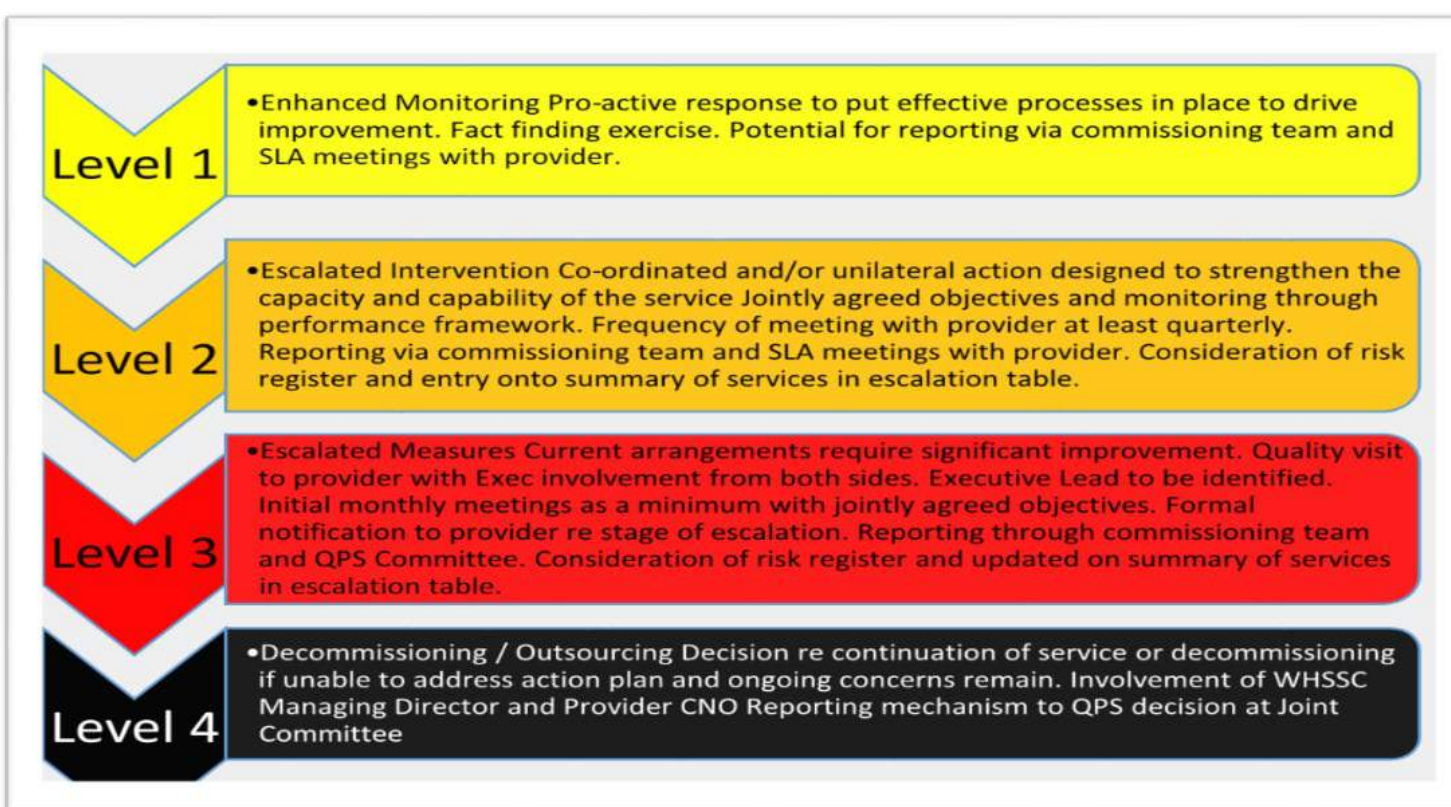 Level 1
•Enhanced Monitoring Pro-active response to put effective processes in place to drive
improvement. Fact finding exercise. Potential for reporting via commissioning team and
SLA meetings with provider.
Level 2
•Escalated Intervention Co-ordinated and/or unilateral action designed to strengthen the
capacity and capability of the service Jointly agreed objectives and monitoring through
performance framework. Frequency of meeting with provider at least quarterly.
Reporting via commissioning team and SLA meetings with provider. Consideration of risk
register and entry onto summary of services in escalation table.
Level 3
•Escalated Measures Current arrangements require significant improvement. Quality visit
to provider with Exec involvement from both sides. Executive Lead to be identified.
Initial monthly meetings as a minimum with jointly agreed objectives. Formal
notification to provider re stage of escalation. Reporting through commissioning team
and QPS Committee. Consideration of risk register and updated on summary of services
in escalation table.
Level 4
•Decommissioning / Outsourcing Decision re continuation of service or decommissioning
if unable to address action plan and ongoing concerns remain. Involvement of WHSSC
Managing Director and Provider CNO Reporting mechanism to QPS decision at Joint
Committee